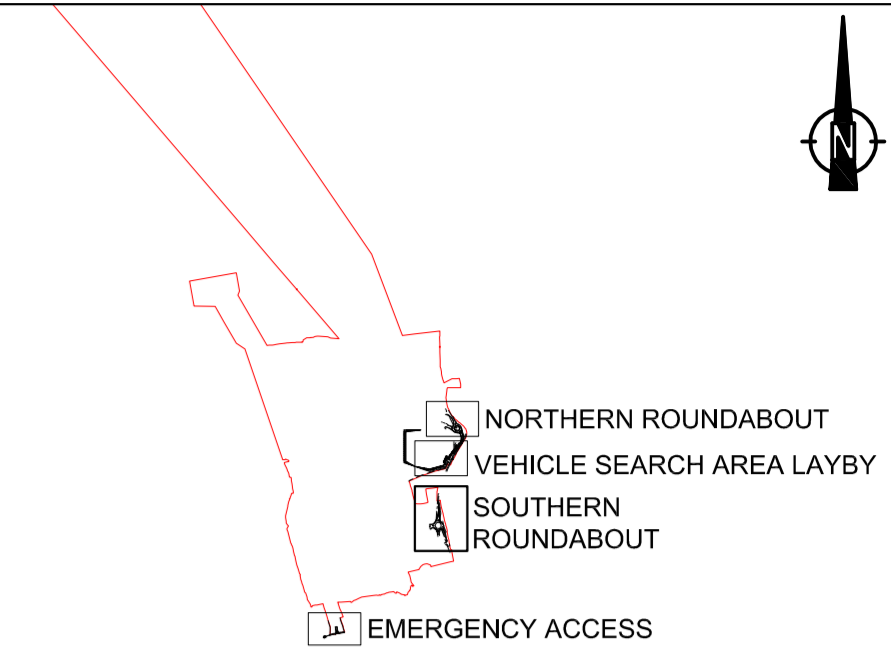 N
NORTHERN ROUNDABOUT
VEHICLE SEARCH AREA LAYBY
SOUTHERN
ROUNDABOUT
EMERGENCY ACCESS